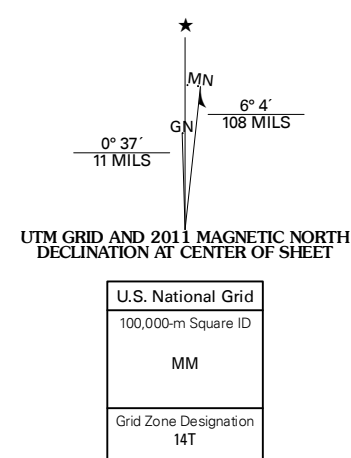 MN
GN
6° 4´
108 MILS
0° 37´
11 MILS
UTM GRID AND 2011 MAGNETIC NORTH
DECLINATION AT CENTER OF SHEET
U.S. National Grid
100,000-m Square ID
MM
Grid Zone Designation
14T